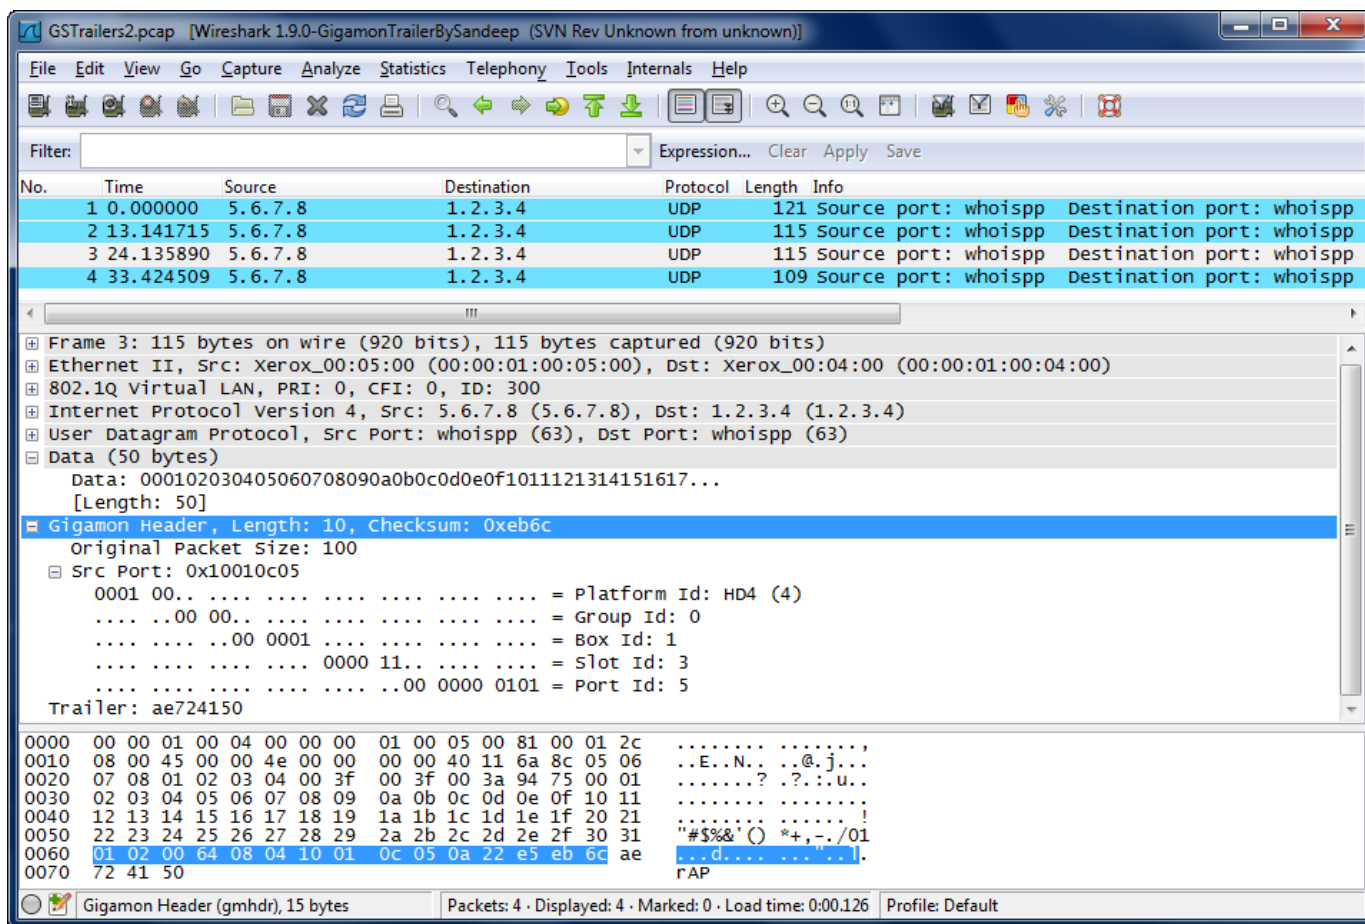 GSTrailers2.pcap [Wireshark 1.9.0-GigamonTrailerBySandeep (SVN Rev Unknown from unknown)]
File Edit View Go Capture Analyze Statistics Telephony Tools Internals Help
Filter: Expression... Clear Apply Save
No. Time Source Destination Protocol Length Info
1 0.000000 5.6.7.8 1.2.3.4 UDP 121 Source port: whoispp Destination port: whoispp
2 13.141715 5.6.7.8 1.2.3.4 UDP 115 Source port: whoispp Destination port: whoispp
3 24.135890 5.6.7.8 1.2.3.4 UDP 115 Source port: whoispp Destination port: whoispp
4 33.424509 5.6.7.8 1.2.3.4 UDP 109 Source port: whoispp Destination port: whoispp
Frame 3: 115 bytes on wire (920 bits), 115 bytes captured (920 bits)
Ethernet II, Src: Xerox_00:05:00 (00:00:01:00:05:00), Dst: Xerox_00:04:00 (00:00:01:00:04:00)
802.1Q Virtual LAN, PRI: 0, CFI: 0, ID: 300
Internet Protocol Version 4, Src: 5.6.7.8 (5.6.7.8), Dst: 1.2.3.4 (1.2.3.4)
User Datagram Protocol, Src Port: whoispp (63), Dst Port: whoispp (63)
Data (50 bytes)
Data: 000102030405060708090a0b0c0d0e0f1011121314151617...
[Length: 50]
Gigamon Header, Length: 10, Checksum: 0xeb6c
Original Packet Size: 100
Src Port: 0x10010c05
0001 00.. .... .... .... .... .... .... = Platform Id: HD4 (4)
.... ..00 00.. .... .... .... .... .... = Group Id: 0
.... .... ..00 0001 .... .... .... .... = Box Id: 1
.... .... .... .... 0000 11.. .... .... = Slot Id: 3
.... .... .... .... .... ..00 0000 0101 = Port Id: 5
Trailer: ae724150
0000 00 00 01 00 04 00 00 00 01 00 05 00 81 00 01 2c ........ .......,
0010 08 00 45 00 00 4e 00 00 00 00 40 11 6a 8c 05 06 ..E..N.. ..@.j...
0020 07 08 01 02 03 04 00 3f 00 3f 00 3a 94 75 00 01 .......? .?.:.u..
0030 02 03 04 05 06 07 08 09 0a 0b 0c 0d 0e 0f 10 11 ........ ........
0040 12 13 14 15 16 17 18 19 1a 1b 1c 1d 1e 1f 20 21 ........ ...... !
0050 22 23 24 25 26 27 28 29 2a 2b 2c 2d 2e 2f 30 31 "#$%&'() *+,-./01
0060 01 02 00 64 08 04 10 01 0c 05 0a 22 e5 eb 6c ae ...d.... ..."..l.
0070 72 41 50 rAP
Gigamon Header (gmhdr), 15 bytes Packets: 4 · Displayed: 4 · Marked: 0 · Load time: 0:00.126 Profile: Default